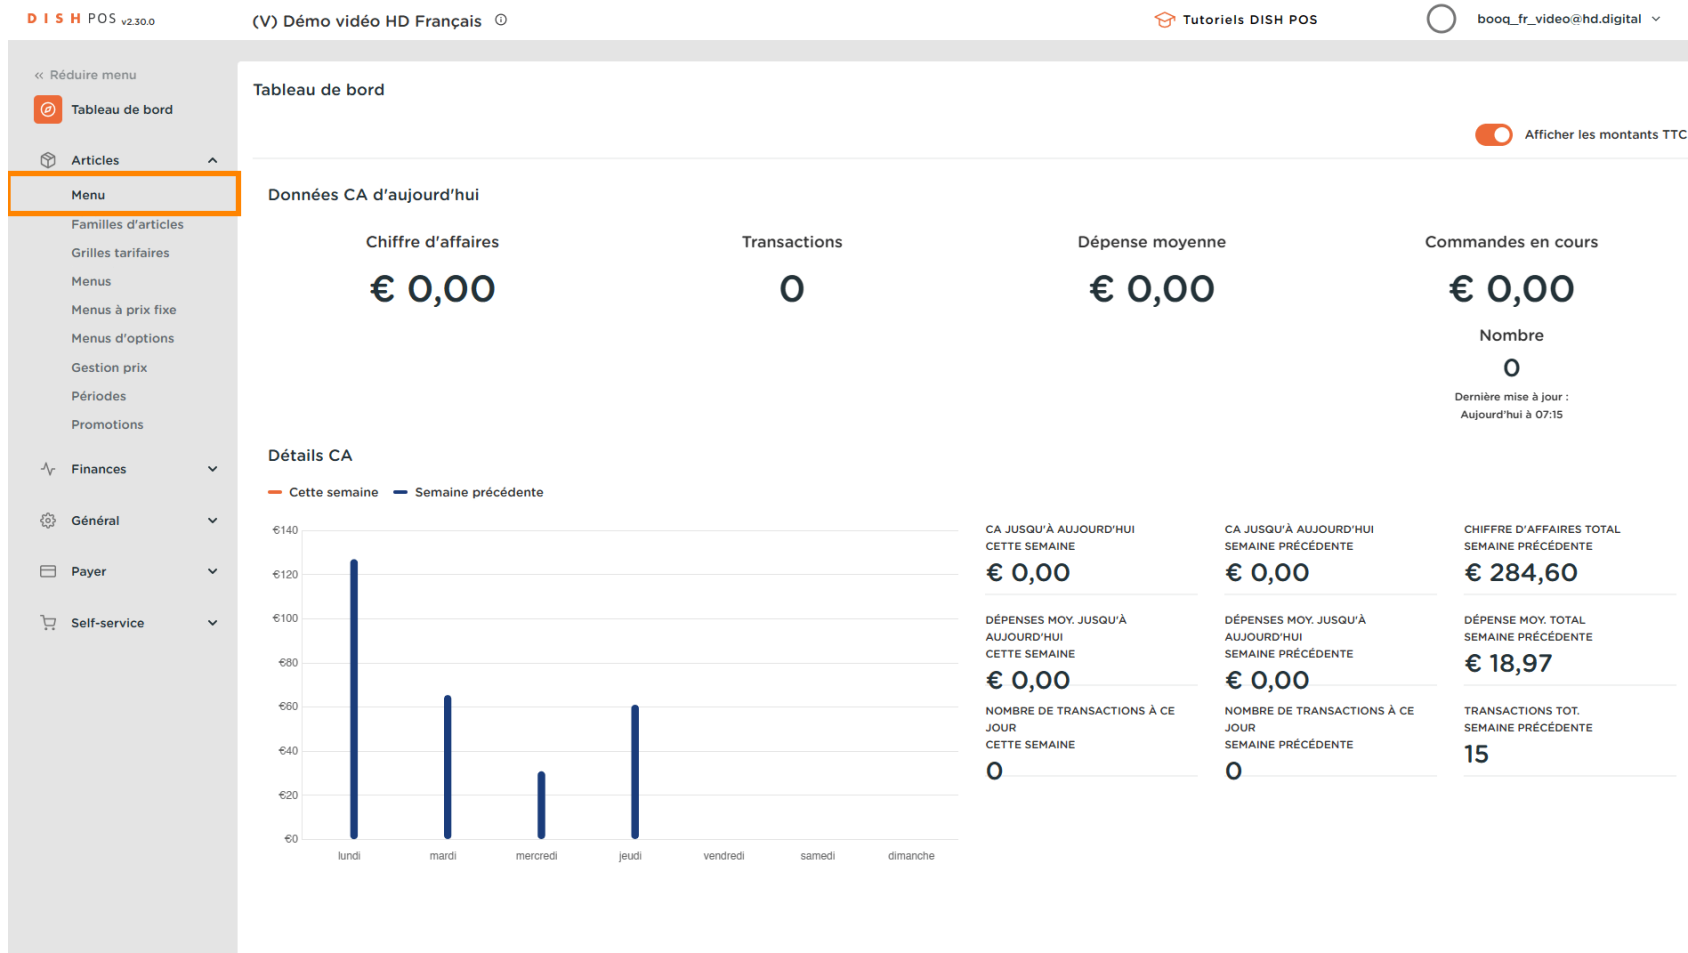 DISH POS v2.30.0
(V) Démo vidéo HD Français
Tutoriels DISH POS
booq_fr_video@hd.digital
Réduire menu
Tableau de bord
Articles
Menu
Familles d'articles
Grilles tarifaires
Menus
Menus à prix fixe
Menus d'options
Gestion prix
Périodes
Promotions
Finances
Général
Payer
Self-service
Tableau de bord
Afficher les montants TTC
Données CA d'aujourd'hui
Chiffre d'affaires
€ 0,00
Transactions
0
Dépense moyenne
€ 0,00
Commandes en cours
€ 0,00
Nombre
0
Dernière mise à jour :
Aujourd'hui à 07:15
Détails CA
Cette semaine
Semaine précédente
€140
€120
€100
€80
€60
€40
€20
€0
lundi
mardi
mercredi
jeudi
vendredi
samedi
dimanche
CA JUSQU'À AUJOURD'HUI
CETTE SEMAINE
€ 0,00
CA JUSQU'À AUJOURD'HUI
SEMAINE PRÉCÉDENTE
€ 0,00
CHIFFRE D'AFFAIRES TOTAL
SEMAINE PRÉCÉDENTE
€ 284,60
DÉPENSES MOY. JUSQU'À
AUJOURD'HUI
CETTE SEMAINE
€ 0,00
DÉPENSES MOY. JUSQU'À
AUJOURD'HUI
SEMAINE PRÉCÉDENTE
€ 0,00
DÉPENSE MOY. TOTAL
SEMAINE PRÉCÉDENTE
€ 18,97
NOMBRE DE TRANSACTIONS À CE
JOUR
CETTE SEMAINE
0
NOMBRE DE TRANSACTIONS À CE
JOUR
SEMAINE PRÉCÉDENTE
0
TRANSACTIONS TOT.
SEMAINE PRÉCÉDENTE
15